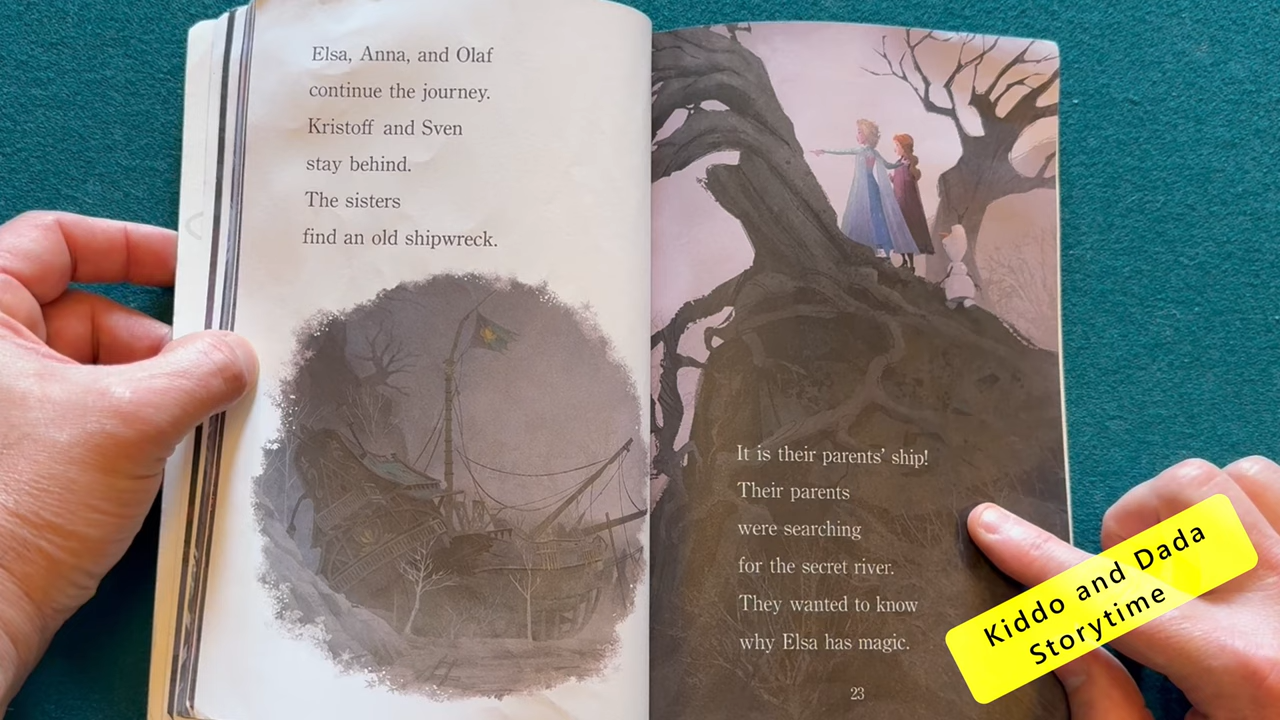 Elsa, Anna, and Olaf
continue the journey.
Kristoff and Sven
stay behind.
The sisters
find an old shipwreck.
It is their parents’ ship!
Their parents
were searching
for the secret river.
They wanted to know
why Elsa has magic.
23
Kiddo and Dada
Storytime